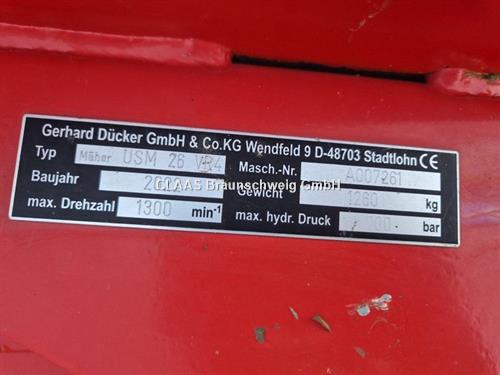 Gerhard Dücker GmbH & Co.KG Wendfeld 9 D-48703 Stadtlohn CE
Typ Mäher USM 26 VR4 Masch.-Nr. A007261
Baujahr Gewicht 1260 kg
CLAAS Braunschweig GmbH
max. Drehzahl 1300 min-1 max. hydr. Druck bar